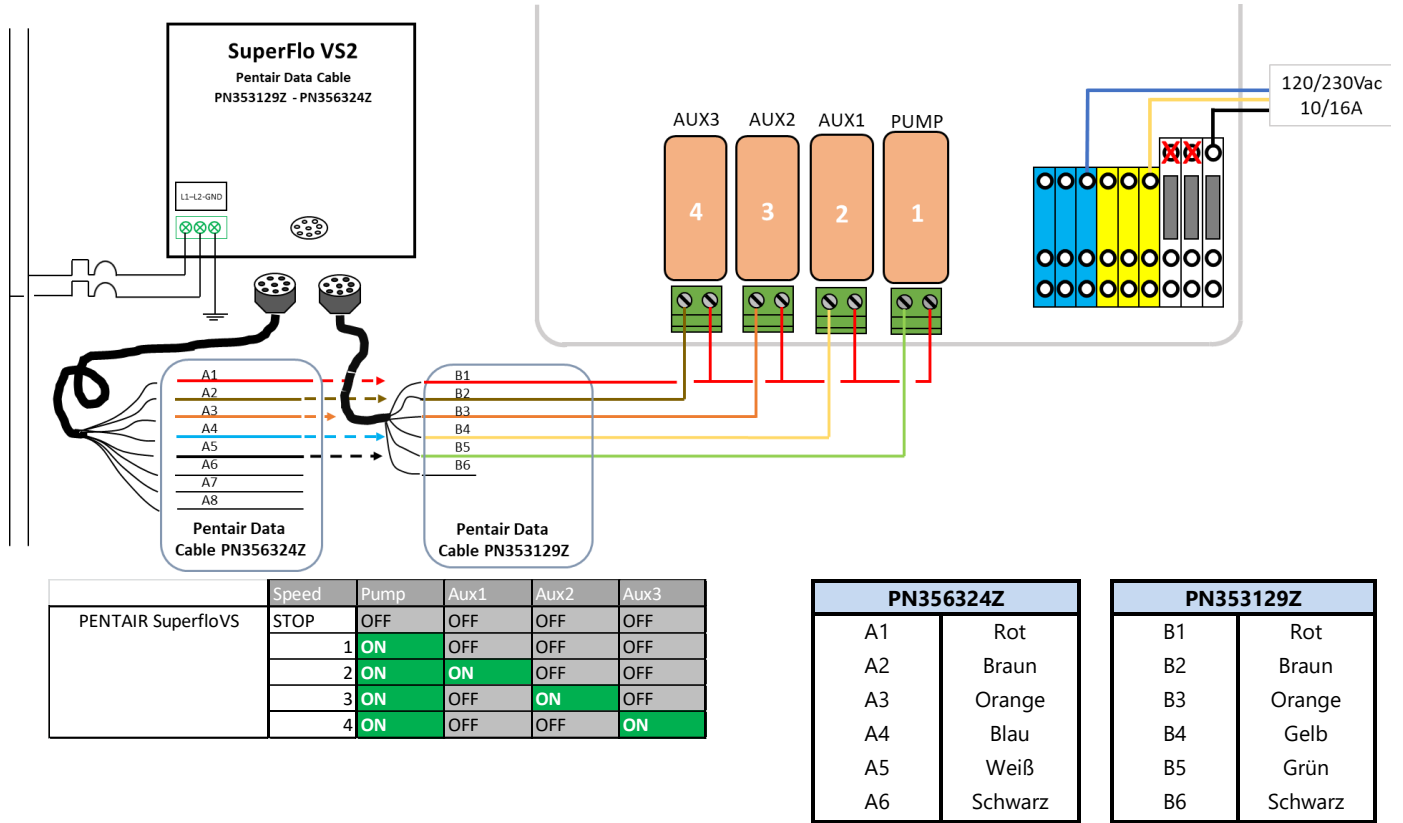 SuperFlo VS2
Pentair Data Cable
PN353129Z - PN356324Z
L1–L2-GND
120/230Vac
10/16A
AUX3 AUX2 AUX1 PUMP
4 3 2 1
A1
A2
A3
A4
A5
A6
A7
A8
Pentair Data
Cable PN356324Z
B1
B2
B3
B4
B5
B6
Pentair Data
Cable PN353129Z
Speed Pump Aux1 Aux2 Aux3
PENTAIR SuperfloVS STOP OFF OFF OFF OFF
1 ON OFF OFF OFF
2 ON ON OFF OFF
3 ON OFF ON OFF
4 ON OFF OFF ON
PN356324Z
A1 Rot
A2 Braun
A3 Orange
A4 Blau
A5 Weiß
A6 Schwarz
PN353129Z
B1 Rot
B2 Braun
B3 Orange
B4 Gelb
B5 Grün
B6 Schwarz